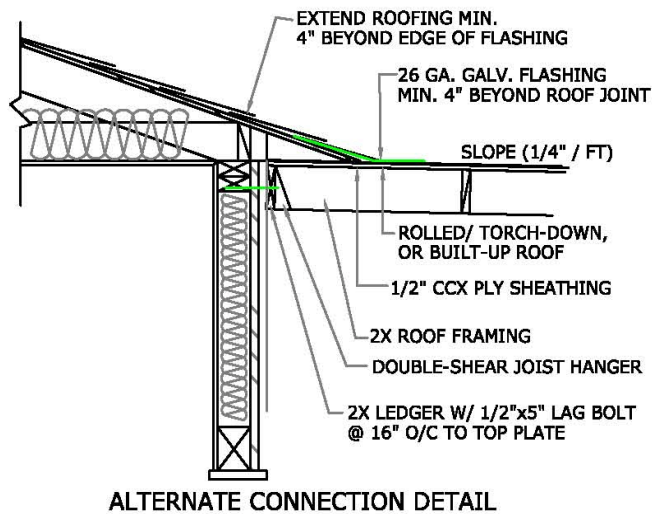 EXTEND ROOFING MIN.
4" BEYOND EDGE OF FLASHING
26 GA. GALV. FLASHING
MIN. 4" BEYOND ROOF JOINT
SLOPE (1/4" / FT)
ROLLED/ TORCH-DOWN,
OR BUILT-UP ROOF
1/2" CCX PLY SHEATHING
2X ROOF FRAMING
DOUBLE-SHEAR JOIST HANGER
2X LEDGER W/ 1/2"x5" LAG BOLT
@ 16" O/C TO TOP PLATE
ALTERNATE CONNECTION DETAIL